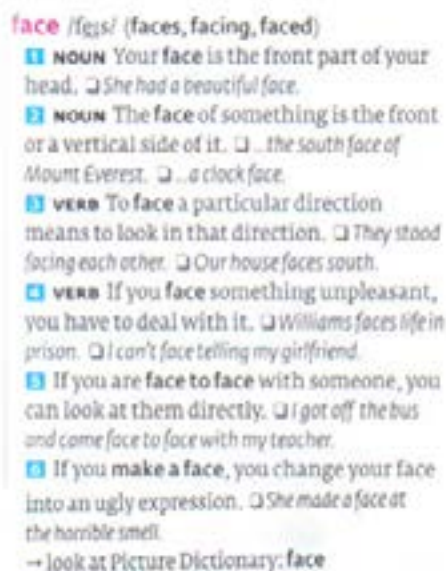 face /feɪs/ (faces, facing, faced)
1 NOUN Your face is the front part of your
head. ❑ She had a beautiful face.
2 NOUN The face of something is the front
or a vertical side of it. ❑ ...the south face of
Mount Everest. ❑ ...a clock face.
3 VERB To face a particular direction
means to look in that direction. ❑ They stood
facing each other. ❑ Our house faces south.
4 VERB If you face something unpleasant,
you have to deal with it. ❑ Williams faces life in
prison. ❑ I can't face telling my girlfriend.
5 If you are face to face with someone, you
can look at them directly. ❑ I got off the bus
and came face to face with my teacher.
6 If you make a face, you change your face
into an ugly expression. ❑ She made a face at
the horrible smell.
→ look at Picture Dictionary: face